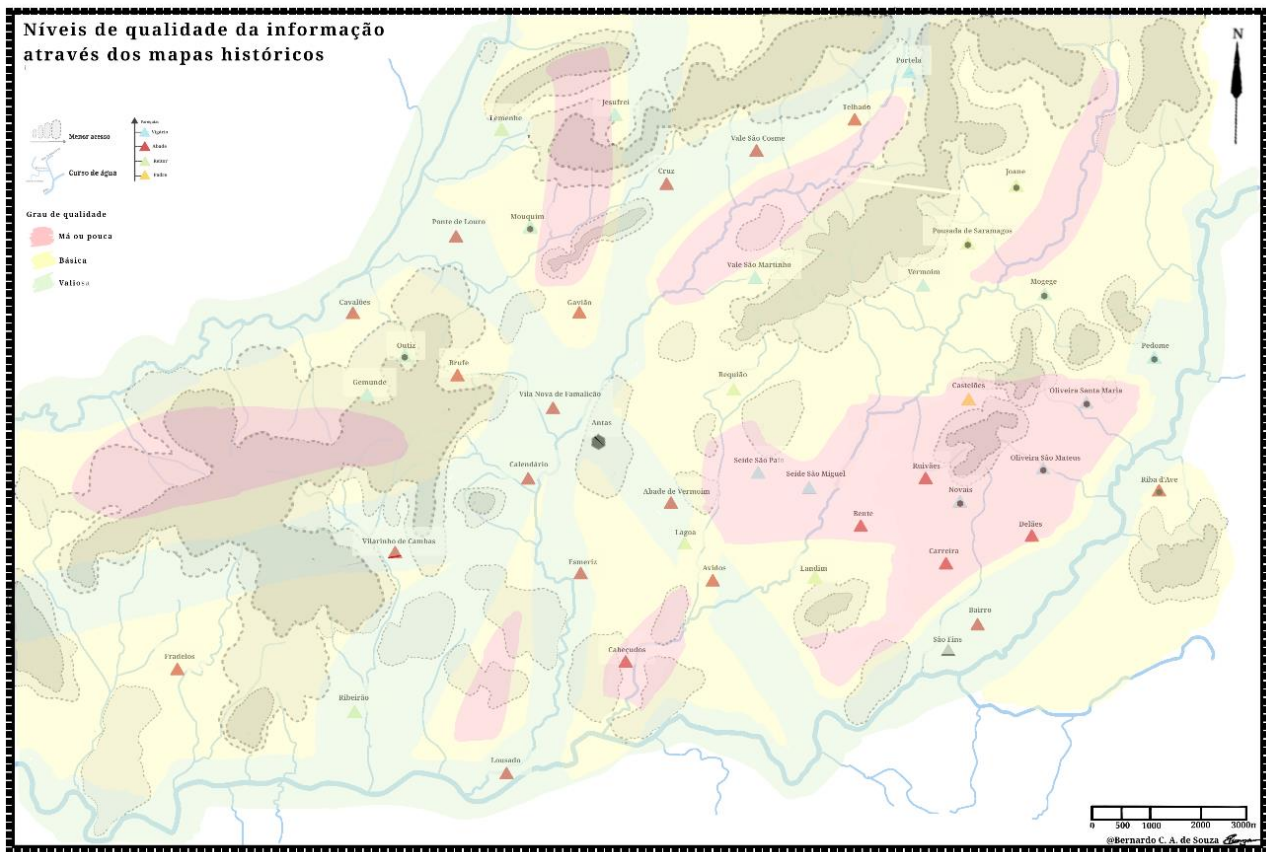 Níveis de qualidade da informação
através dos mapas históricos
N
Menor acesso
Curso de água
Vigário
Abade
Reitor
Grau de qualidade
Má ou pouca
Básica
Valiosa
Portela
Jesufrei
Lemenhe
Telhado
Vale São Cosme
Cruz
Joane
Mouquim
Ponte de Louro
Pousada de Saramagos
Vale São Martinho
Vermoim
Mogege
Cavalões
Gavião
Outiz
Pedome
Brufe
Gemunde
Requião
Castelões
Oliveira Santa Maria
Vila Nova de Famalicão
Antas
Seide São Paio
Seide São Miguel
Oliveira São Mateus
Calendário
Ruivães
Riba d'Ave
Abade de Vermoim
Novais
Bente
Delães
Lagoa
Vilarinho de Cambas
Carreira
Esmeriz
Avidos
Landim
Bairro
São Fins
Cabeçudos
Fradelos
Ribeirão
Lousado
0 500 1000 2000 3000m
@Bernardo C. A. de Souza